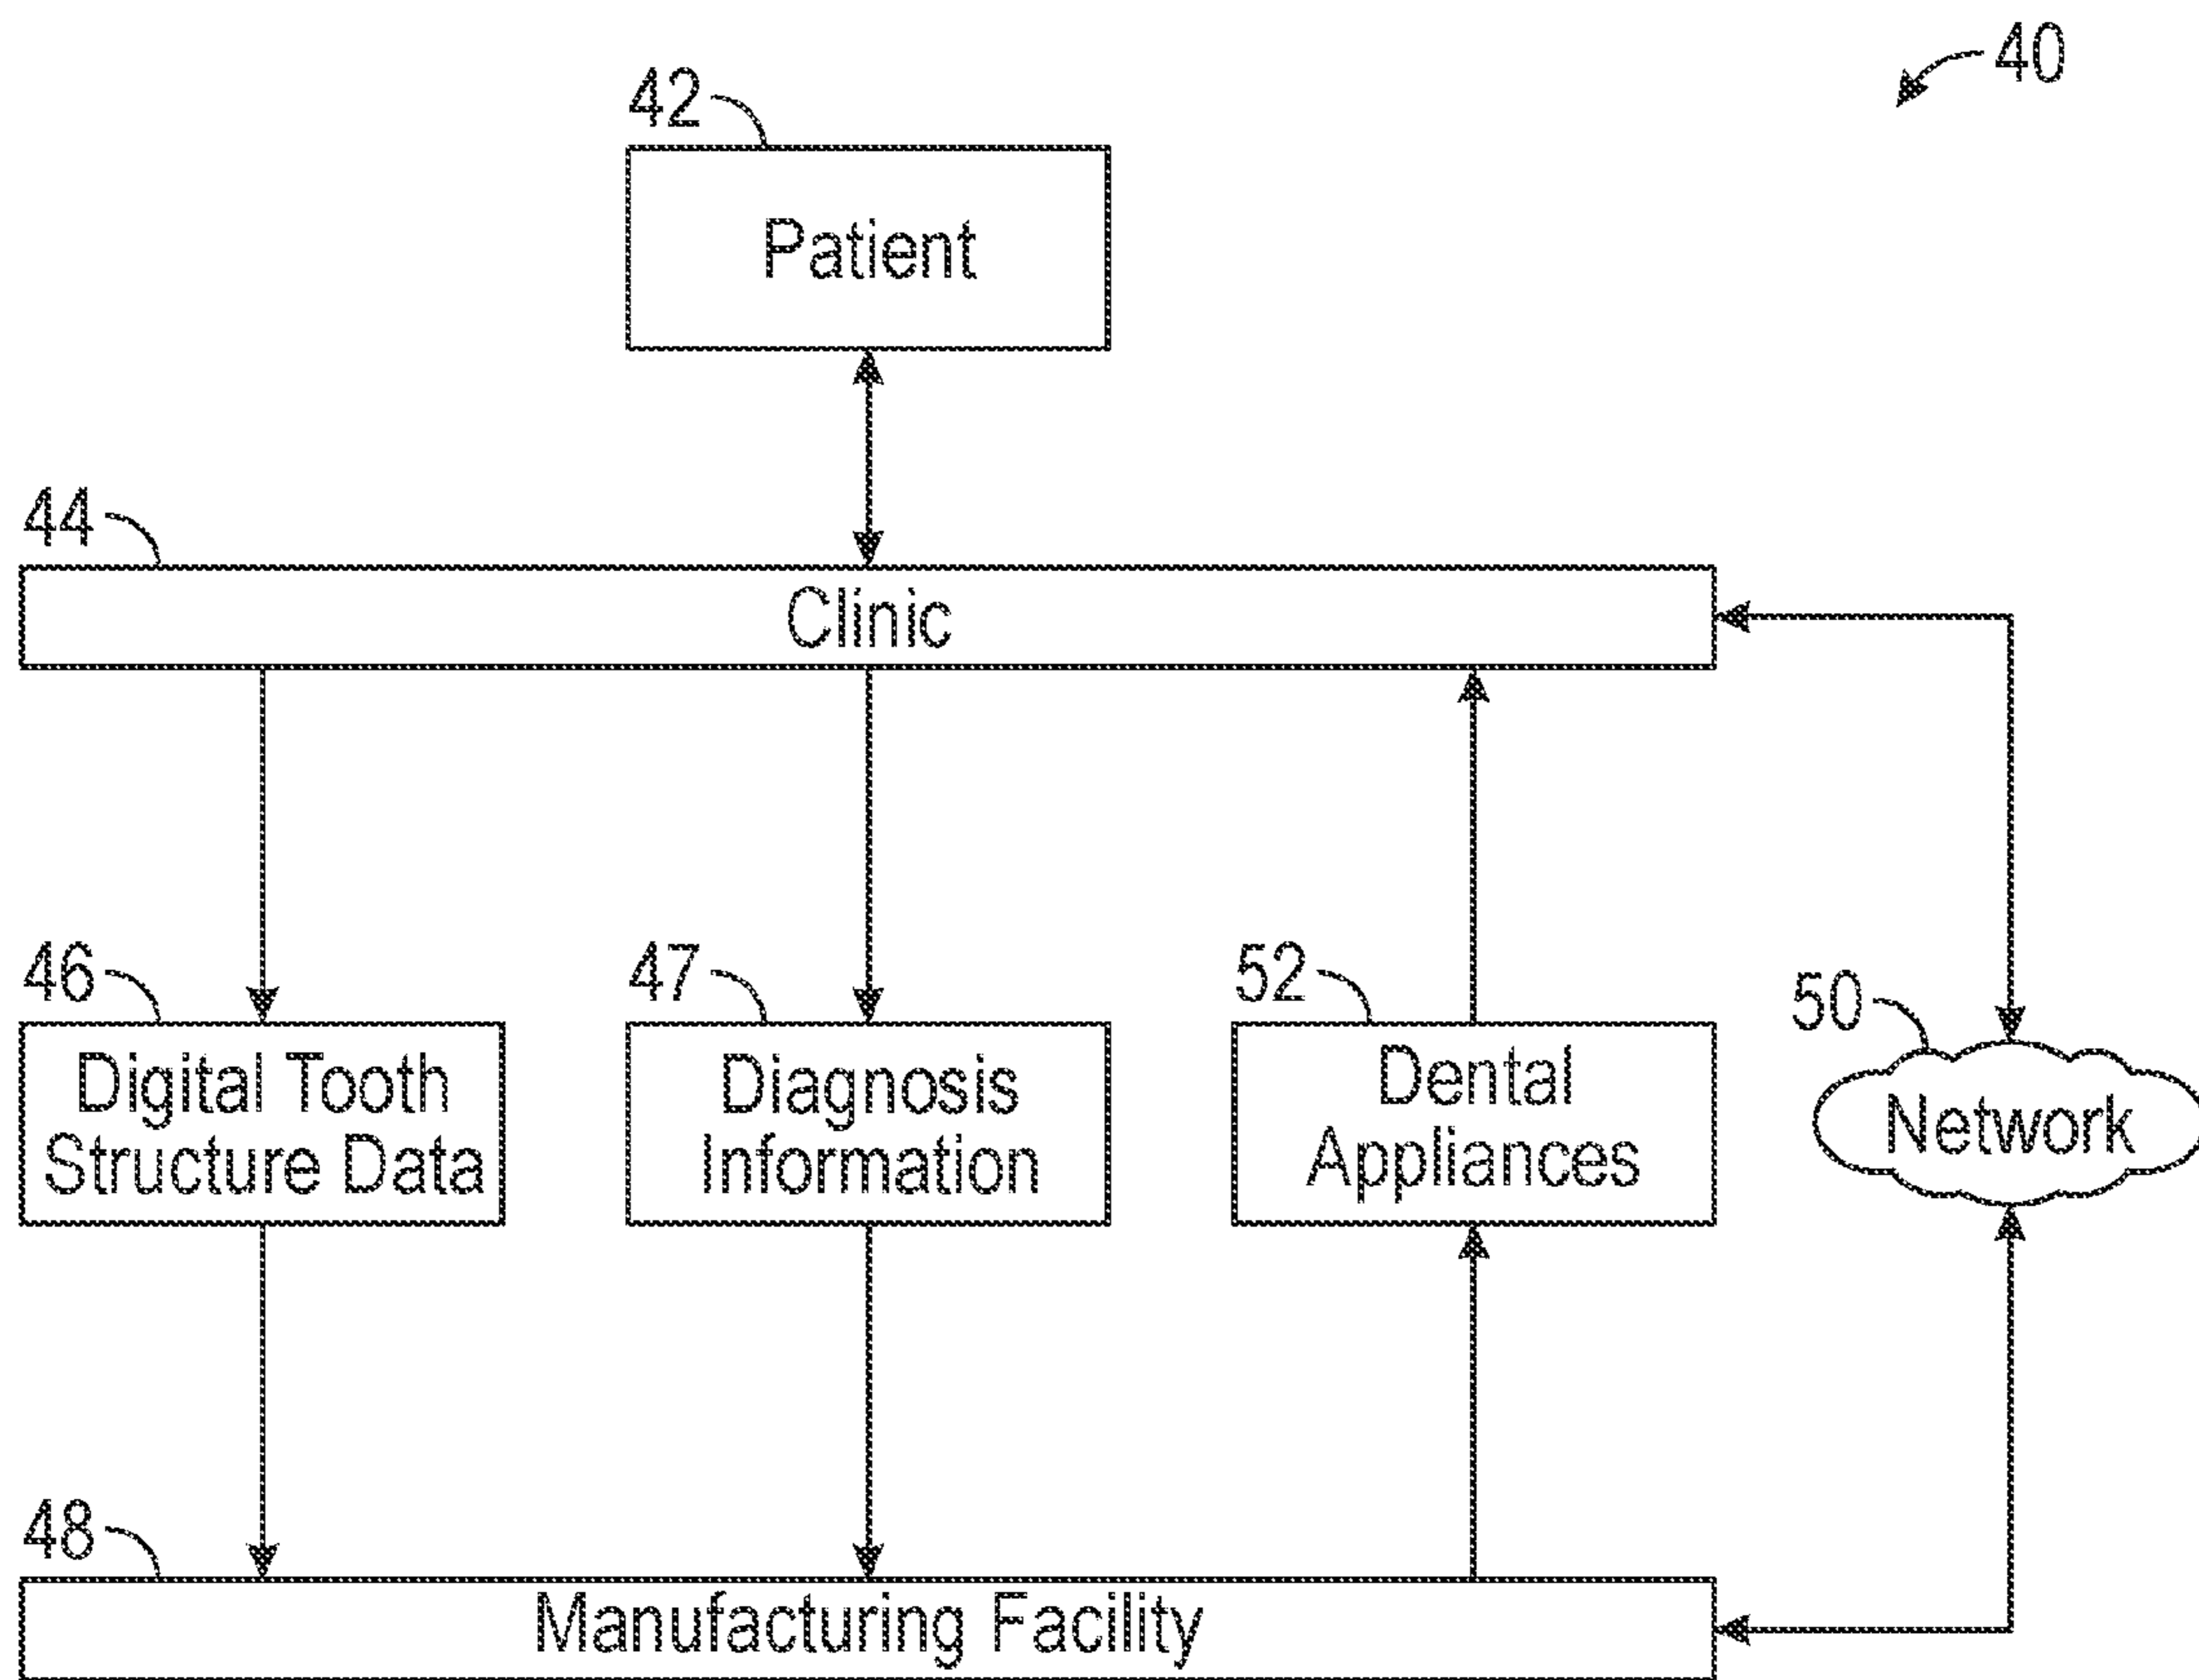 40
42
Patient
44
Clinic
46
47
52
50
Digital Tooth
Structure Data
Diagnosis
Information
Dental
Appliances
Network
48
Manufacturing Facility